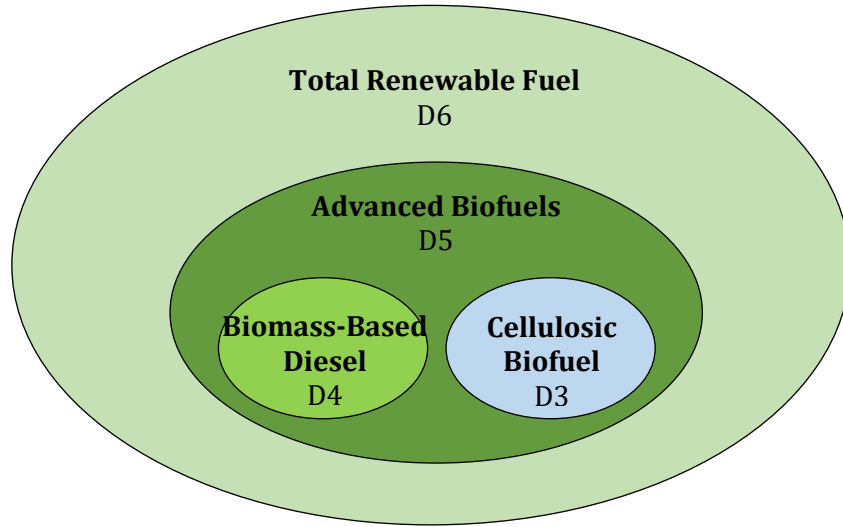 Total Renewable Fuel
D6
Advanced Biofuels
D5
Biomass-Based
Diesel
D4
Cellulosic
Biofuel
D3